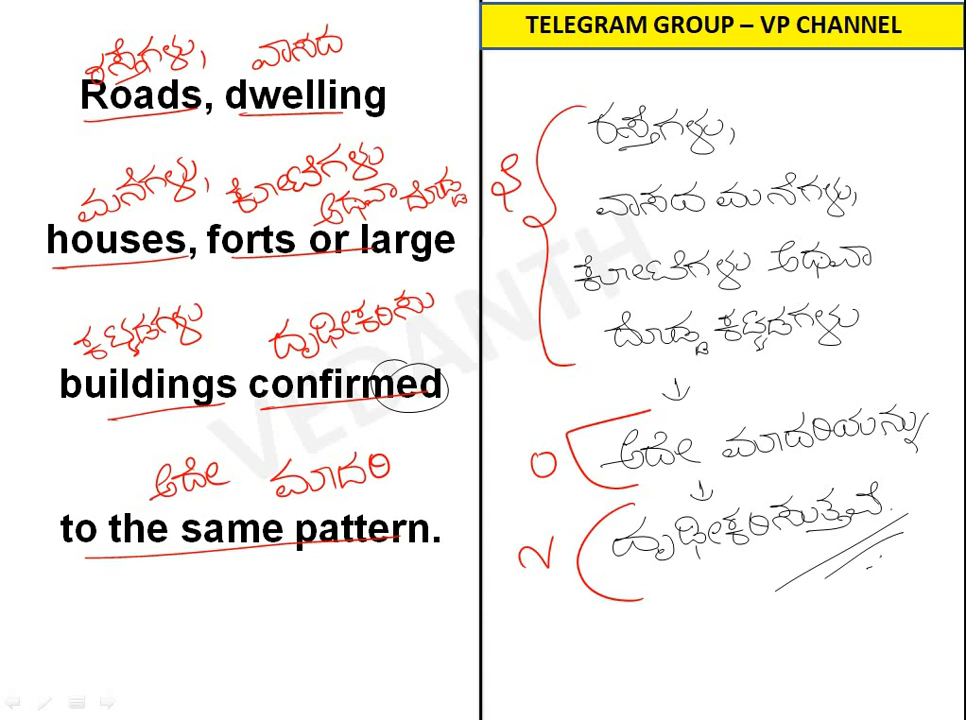 TELEGRAM GROUP – VP CHANNEL
ರಸ್ತೆಗಳು, ವಾಸದ
Roads, dwelling
ಮನೆಗಳು, ಕೋಟೆಗಳು ಅಥವಾ ದೊಡ್ಡ
houses, forts or large
ಕಟ್ಟಡಗಳು ದೃಢೀಕರಿಸು
buildings confirmed
ಅದೇ ಮಾದರಿ
to the same pattern.
ರಸ್ತೆಗಳು,
ವಾಸದ ಮನೆಗಳು,
ಕೋಟೆಗಳು ಅಥವಾ
ದೊಡ್ಡ ಕಟ್ಟಡಗಳು
ಅದೇ ಮಾದರಿಯನ್ನು
ದೃಢೀಕರಿಸುತ್ತವೆ.
VEDANTH